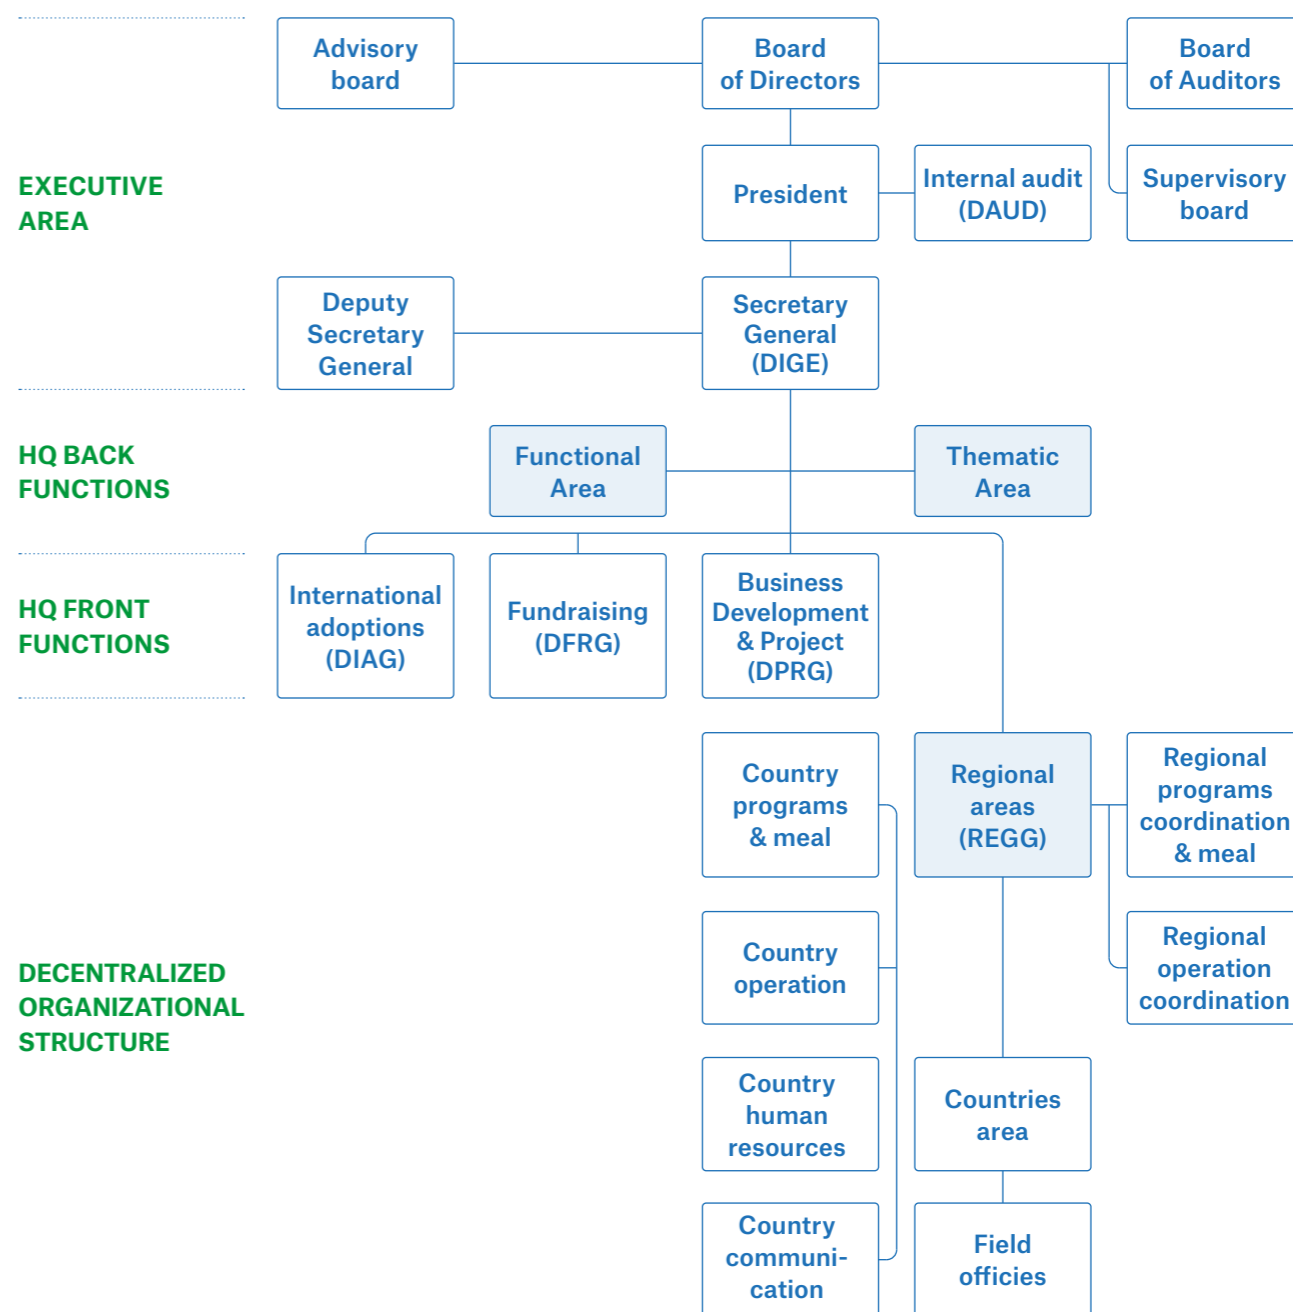 Advisory
board
Board
of Directors
Board
of Auditors
EXECUTIVE
AREA
President
Internal audit
(DAUD)
Supervisory
board
Deputy
Secretary
General
Secretary
General
(DIGE)
HQ BACK
FUNCTIONS
Functional
Area
Thematic
Area
HQ FRONT
FUNCTIONS
International
adoptions
(DIAG)
Fundraising
(DFRG)
Business
Development
& Project
(DPRG)
Country
programs
& meal
Regional
areas
(REGG)
Regional
programs
coordination
& meal
DECENTRALIZED
ORGANIZATIONAL
STRUCTURE
Country
operation
Regional
operation
coordination
Country
human
resources
Countries
area
Country
communi-
cation
Field
officies